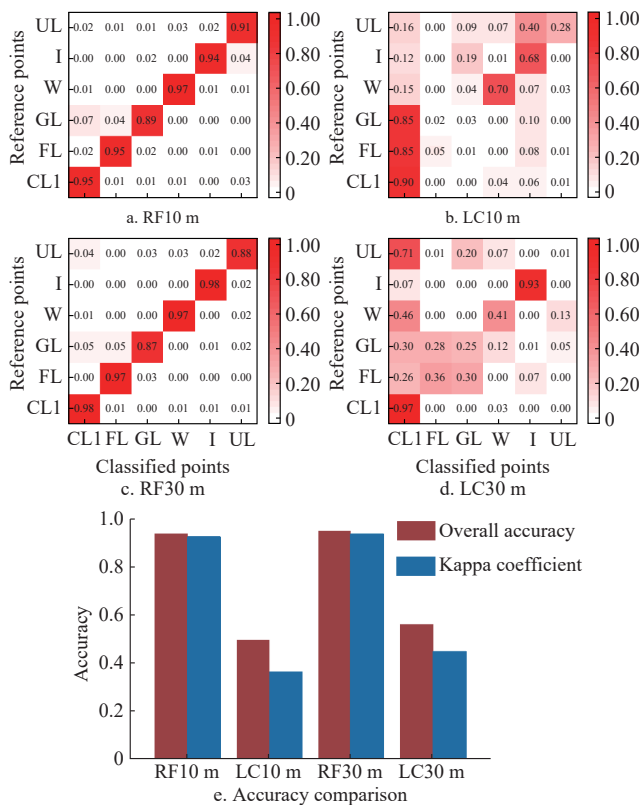 Reference points
UL 0.02 0.01 0.01 0.03 0.02 0.91
I 0.01 0.00 0.01 0.00 0.94 0.04
W 0.01 0.00 0.00 0.97 0.01 0.01
GL 0.07 0.04 0.89 0.00 0.00 0.00
FL 0.02 0.95 0.02 0.00 0.01 0.00
CL1 0.95 0.01 0.01 0.00 0.00 0.03
1.00
0.80
0.60
0.40
0.20
0
a. RF10 m
Reference points
UL 0.16 0.00 0.09 0.07 0.40 0.28
I 0.12 0.00 0.19 0.01 0.68 0.00
W 0.15 0.00 0.04 0.70 0.07 0.03
GL 0.85 0.02 0.03 0.00 0.10 0.00
FL 0.85 0.05 0.01 0.00 0.08 0.00
CL1 0.90 0.00 0.00 0.04 0.06 0.01
1.00
0.80
0.60
0.40
0.20
0
b. LC10 m
Reference points
UL 0.04 0.00 0.03 0.03 0.02 0.88
I 0.00 0.00 0.00 0.00 0.98 0.02
W 0.01 0.00 0.00 0.97 0.00 0.02
GL 0.05 0.05 0.87 0.00 0.01 0.02
FL 0.00 0.97 0.03 0.00 0.00 0.00
CL1 0.98 0.01 0.00 0.01 0.01 0.01
CL1 FL GL W I UL
1.00
0.80
0.60
0.40
0.20
0
Classified points
c. RF30 m
Reference points
UL 0.71 0.00 0.20 0.07 0.00 0.01
I 0.07 0.00 0.00 0.00 0.93 0.00
W 0.46 0.00 0.00 0.41 0.00 0.13
GL 0.30 0.28 0.25 0.12 0.01 0.05
FL 0.26 0.36 0.30 0.00 0.07 0.00
CL1 0.97 0.00 0.00 0.03 0.00 0.00
CL1 FL GL W I UL
1.00
0.80
0.60
0.40
0.20
0
Classified points
d. LC30 m
Overall accuracy
Kappa coefficient
Accuracy
1.0
0.8
0.6
0.4
0.2
0
RF10 m LC10 m RF30 m LC30 m
e. Accuracy comparison